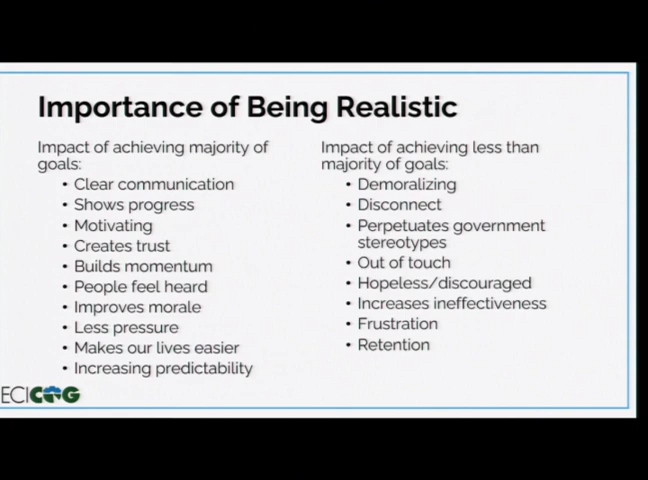 Importance of Being Realistic
Impact of achieving majority of
goals:
• Clear communication
• Shows progress
• Motivating
• Creates trust
• Builds momentum
• People feel heard
• Improves morale
• Less pressure
• Makes our lives easier
• Increasing predictability
Impact of achieving less than
majority of goals:
• Demoralizing
• Disconnect
• Perpetuates government
stereotypes
• Out of touch
• Hopeless/discouraged
• Increases ineffectiveness
• Frustration
• Retention
ECICOG